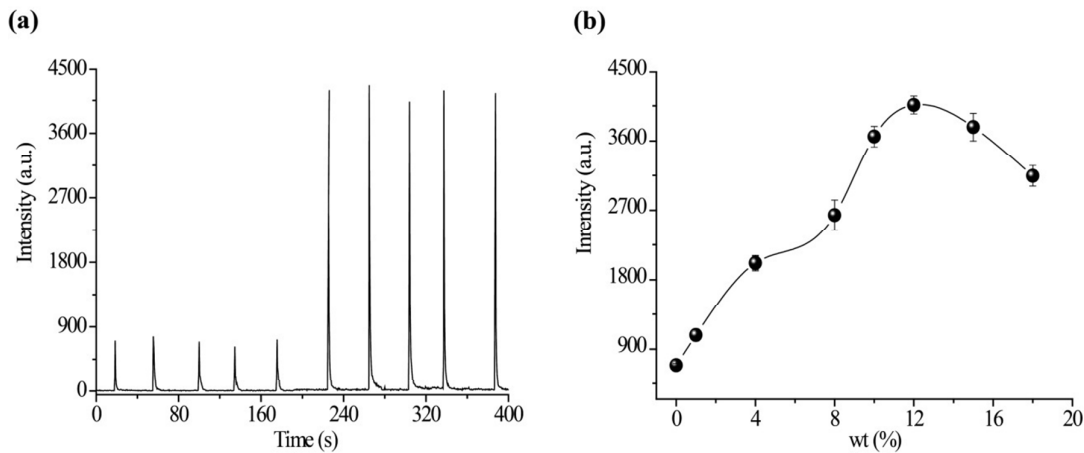 (a)
Intensity (a.u.)
4500
3600
2700
1800
900
0
0 80 160 240 320 400
Time (s)
(b)
Inrensity (a.u.)
4500
3600
2700
1800
900
0 4 8 12 16 20
wt (%)